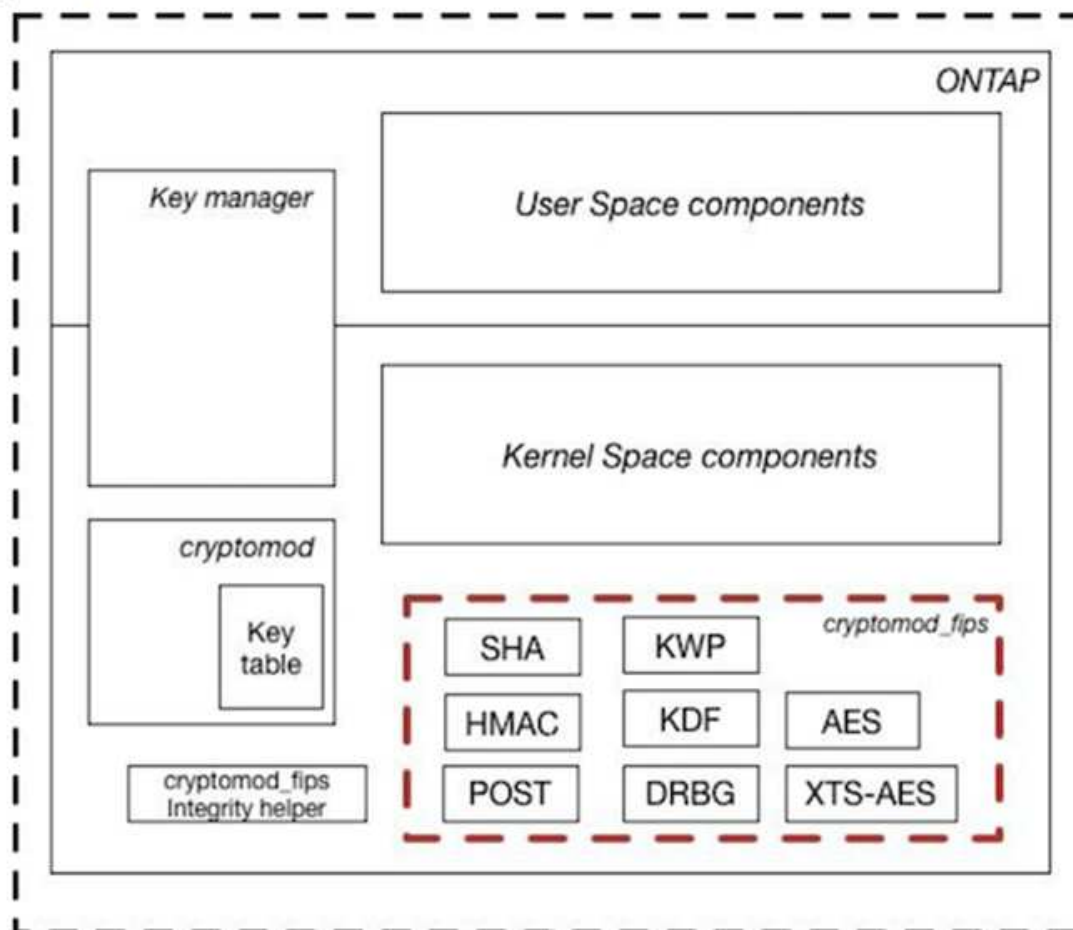 ONTAP
Key manager
User Space components
Kernel Space components
cryptomod
Key
table
cryptomod_fips
SHA
KWP
HMAC
KDF
AES
POST
DRBG
XTS-AES
cryptomod_fips
Integrity helper